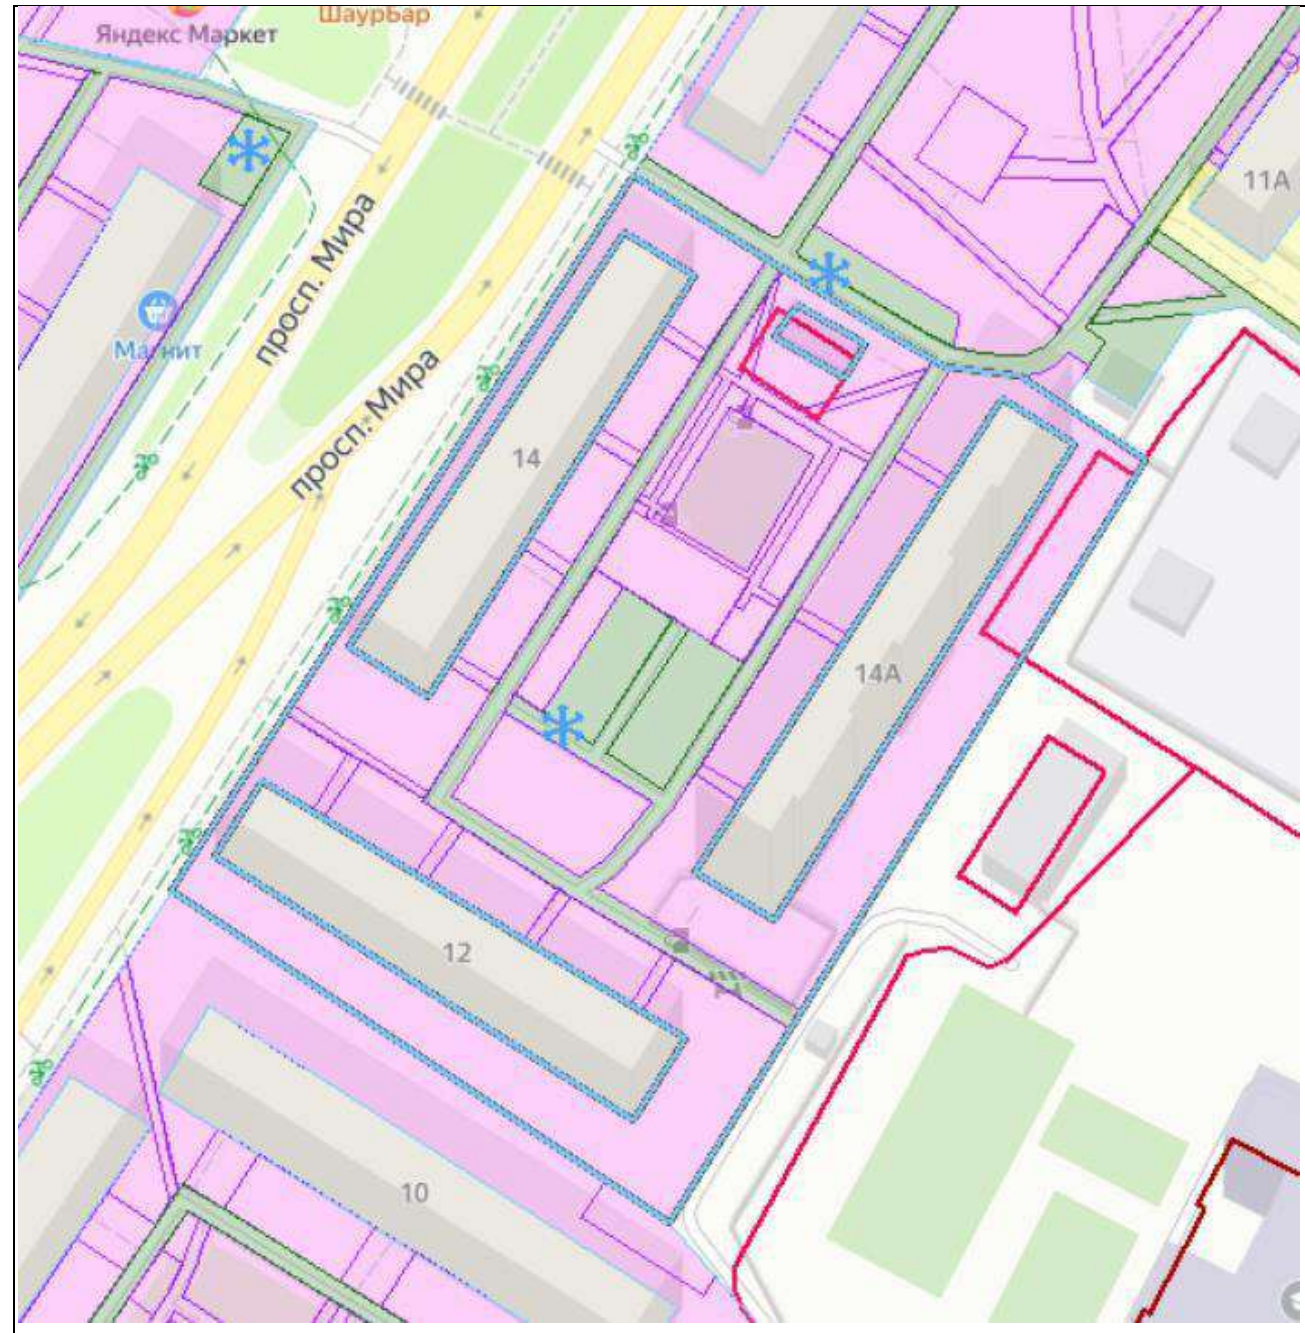 ШаурБар
Яндекс Маркет
11А
просп. Мира
Магнит
просп. Мира
14
14А
12
10